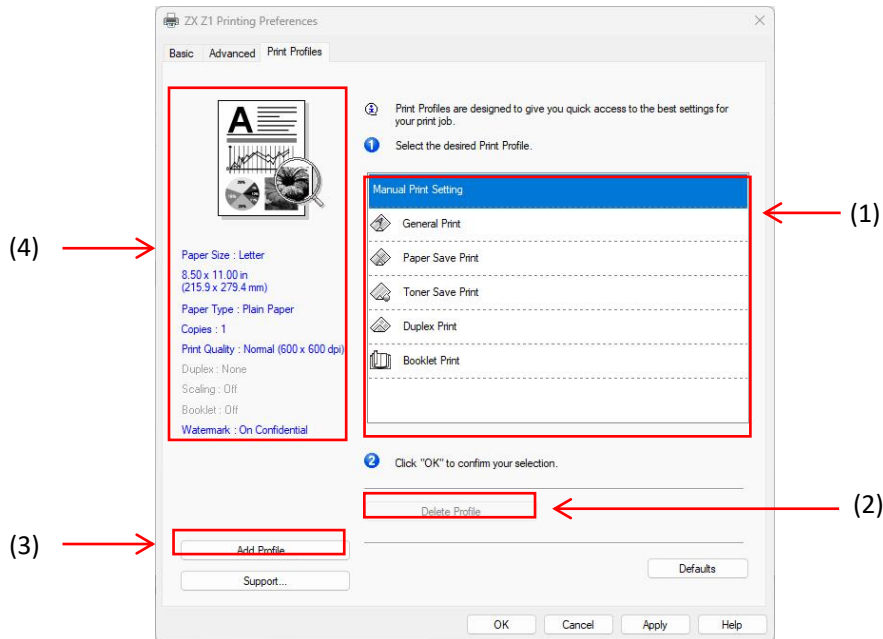 ZX Z1 Printing Preferences
Basic
Advanced
Print Profiles
A
Print Profiles are designed to give you quick access to the best settings for
your print job.
1
Select the desired Print Profile.
Manual Print Setting
(1)
General Print
(4)
Paper Size : Letter
Paper Save Print
8.50 x 11.00 in
(215.9 x 279.4 mm)
Toner Save Print
Paper Type : Plain Paper
Copies : 1
Duplex Print
Print Quality : Normal (600 x 600 dpi)
Booklet Print
Duplex : None
Scaling : Off
Booklet : Off
Watermark : On Confidential
2
Click "OK" to confirm your selection.
Delete Profile
(2)
(3)
Add Profile...
Defaults
Support...
OK
Cancel
Apply
Help